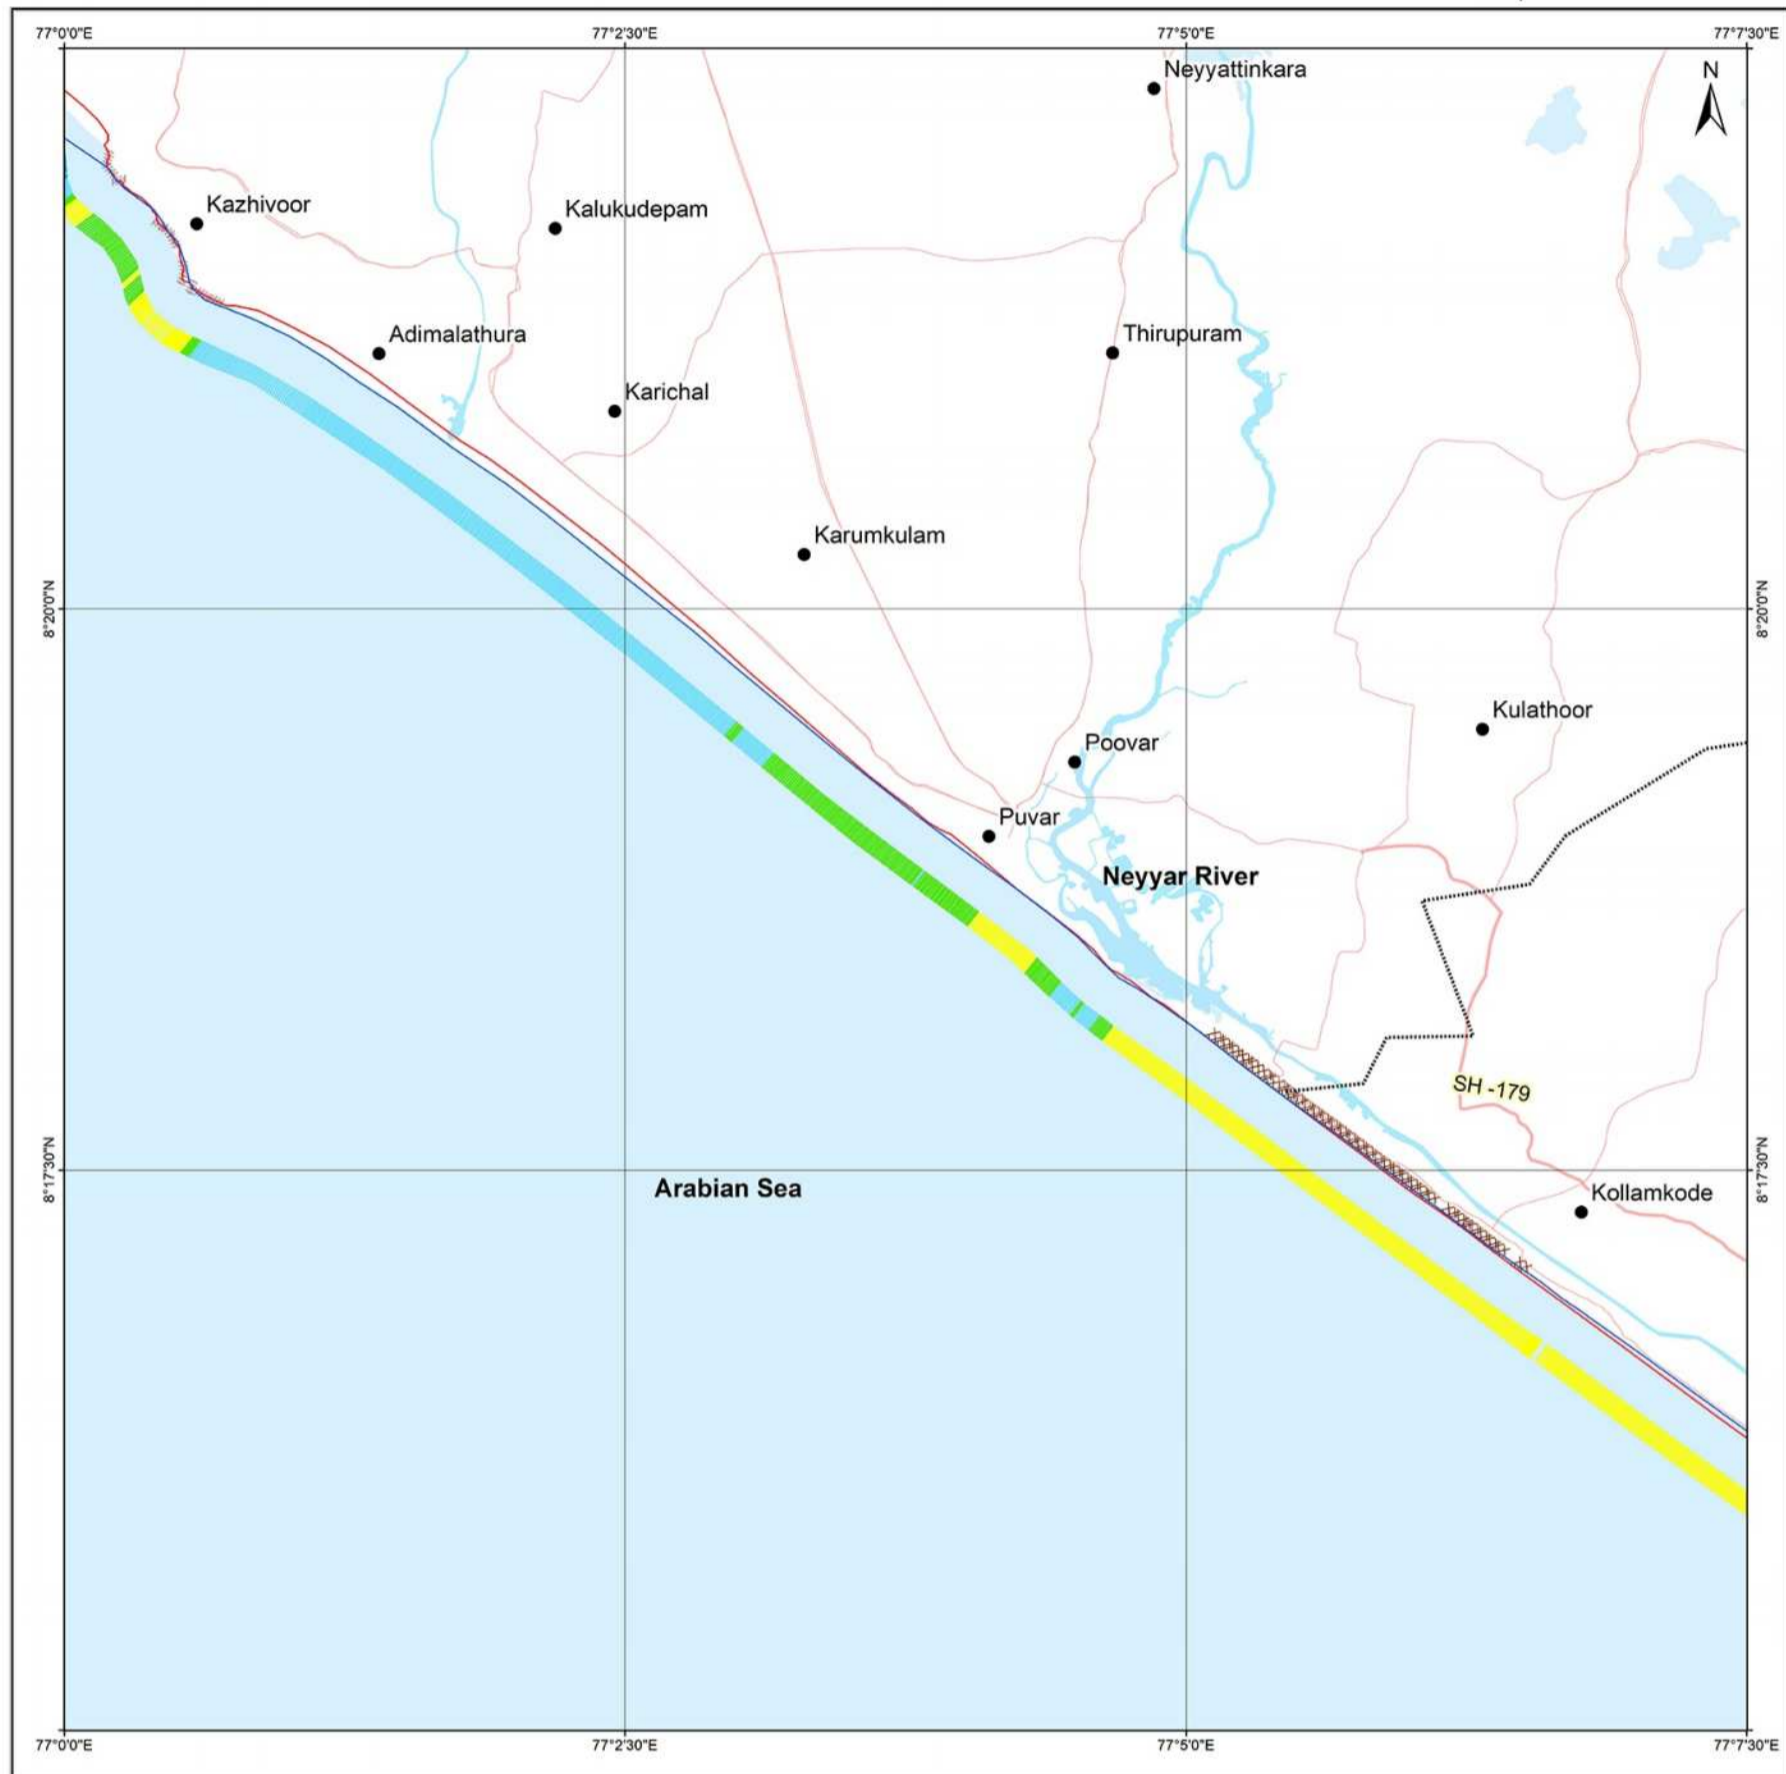 77°0'0"E
77°2'30"E
77°5'0"E
77°7'30"E
N
Neyyattinkara
Kazhivoor
Kalukudepam
Adimalathura
Thirupuram
Karichal
Karumkulam
8°20'0"N
8°20'0"N
Kulathoor
Poovar
Puvar
Neyyar River
SH -179
8°17'30"N
8°17'30"N
Arabian Sea
Kollamkode
77°0'0"E
77°2'30"E
77°5'0"E
77°7'30"E